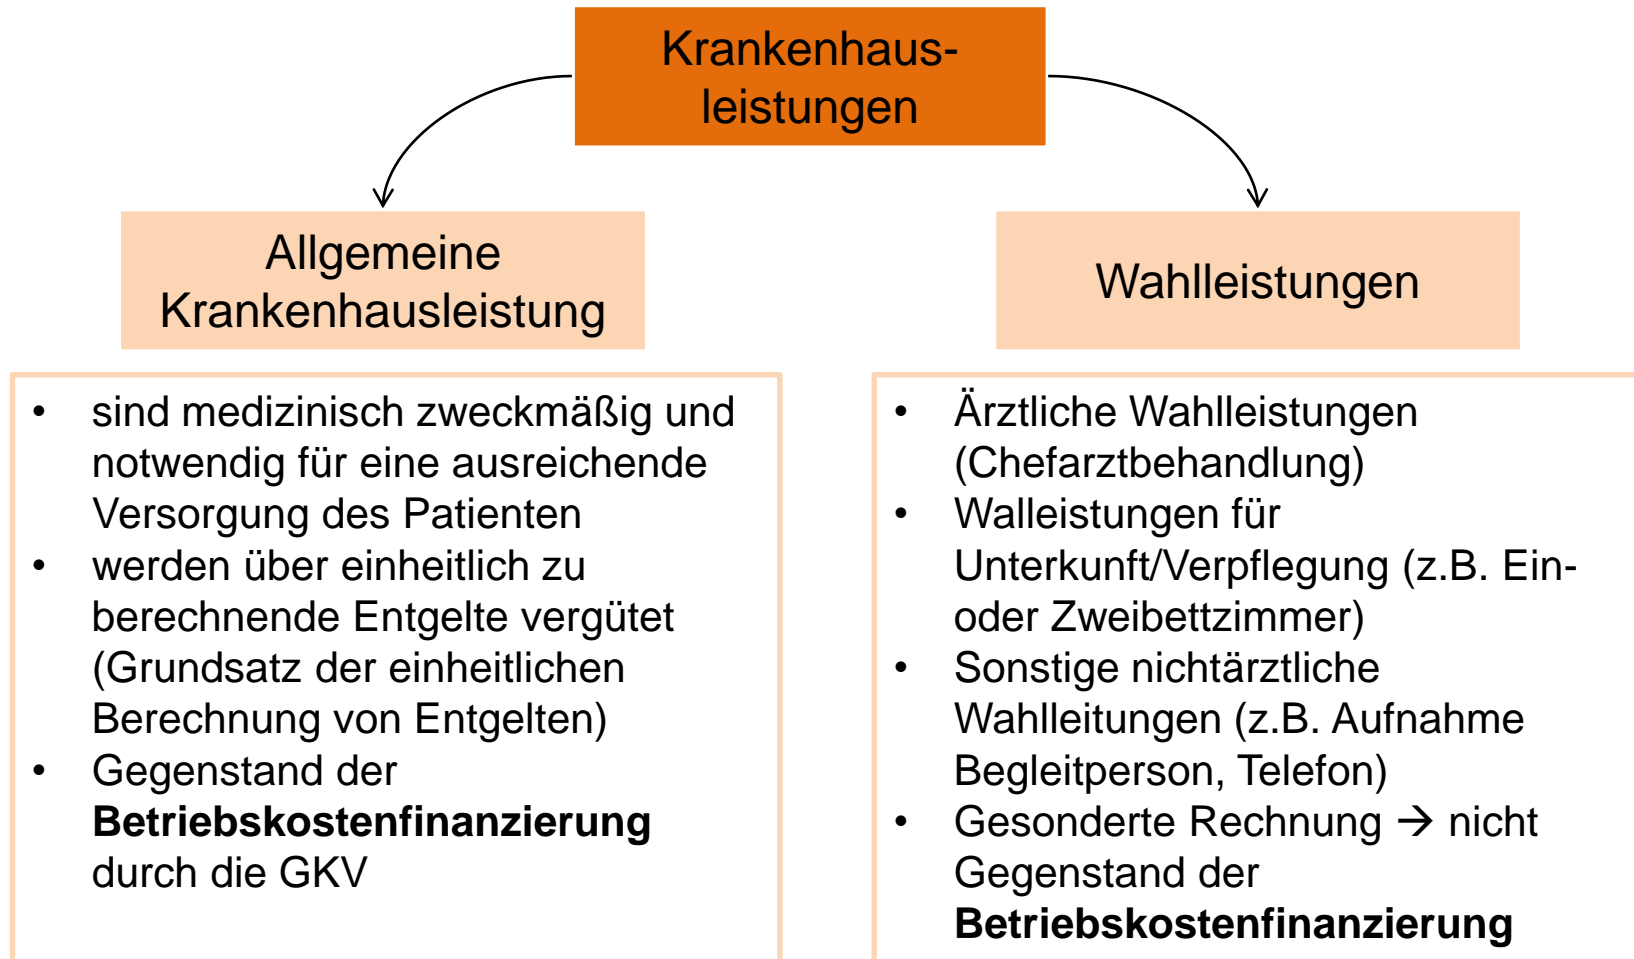 Krankenhaus-
leistungen
Allgemeine
Krankenhausleistung
• sind medizinisch zweckmäßig und
notwendig für eine ausreichende
Versorgung des Patienten
• werden über einheitlich zu
berechnende Entgelte vergütet
(Grundsatz der einheitlichen
Berechnung von Entgelten)
• Gegenstand der
Betriebskostenfinanzierung
durch die GKV
Wahlleistungen
• Ärztliche Wahlleistungen
(Chefarztbehandlung)
• Walleistungen für
Unterkunft/Verpflegung (z.B. Ein-
oder Zweibettzimmer)
• Sonstige nichtärztliche
Wahlleitungen (z.B. Aufnahme
Begleitperson, Telefon)
• Gesonderte Rechnung → nicht
Gegenstand der
Betriebskostenfinanzierung